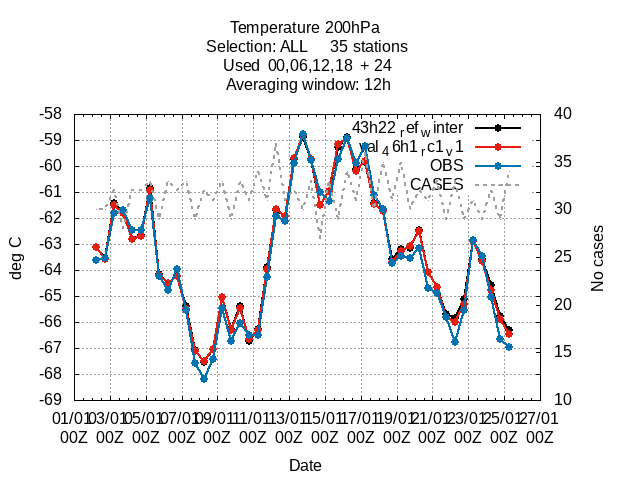 Temperature 200hPa
Selection: ALL 35 stations
Used 00,06,12,18 + 24
Averaging window: 12h
43h22refwinter
val46h1rc1v1
OBS
CASES
-58
-59
-60
-61
-62
-63
-64
-65
-66
-67
-68
-69
deg C
40
35
30
25
20
15
10
No cases
01/01 03/01 05/01 07/01 09/01 11/01 13/01 15/01 17/01 19/01 21/01 23/01 25/01 27/01
00Z 00Z 00Z 00Z 00Z 00Z 00Z 00Z 00Z 00Z 00Z 00Z 00Z 00Z
Date